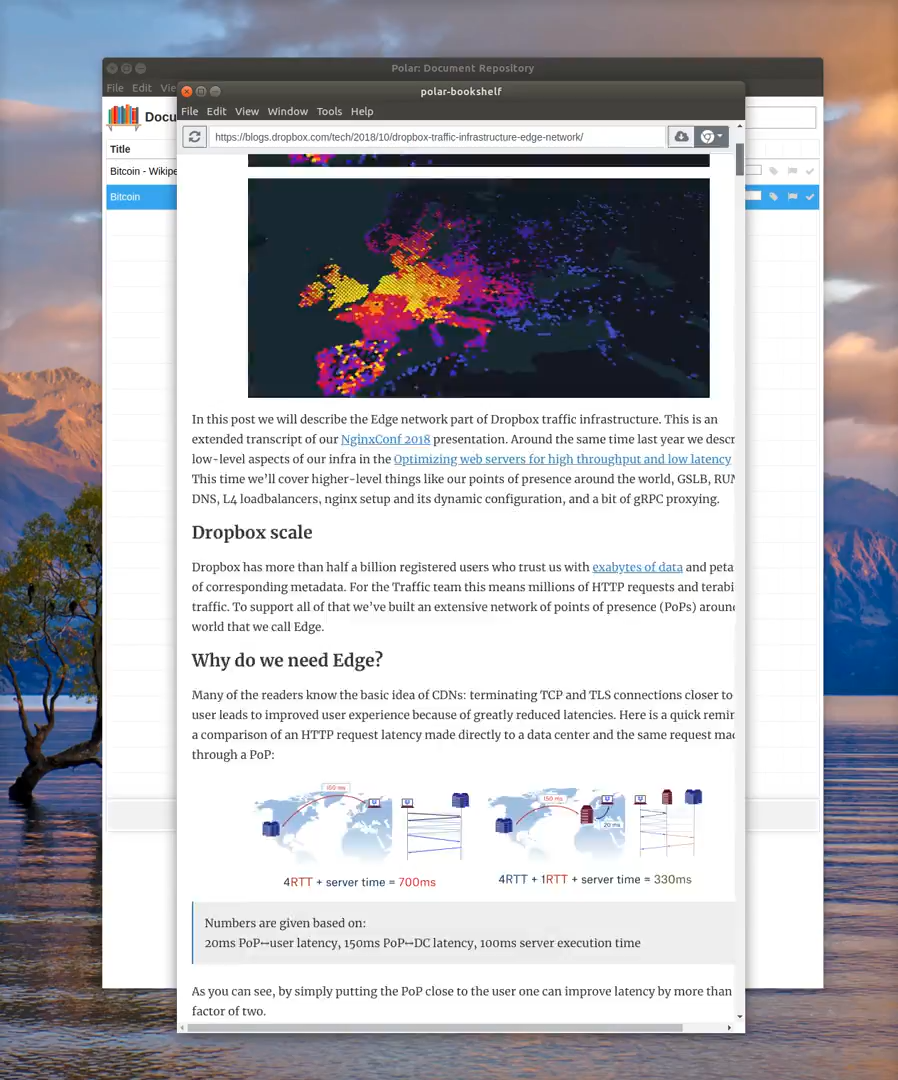 Polar: Document Repository
File Edit
polar-bookshelf
File Edit View Window Tools Help
https://blogs.dropbox.com/tech/2018/10/dropbox-traffic-infrastructure-edge-network/
Title
Bitcoin
Bitcoin
In this post we will describe the Edge network part of Dropbox traffic infrastructure. This is an
extended transcript of our NginxConf 2018 presentation. Around the same time last year we
low-level aspects of our infra in the Optimizing web servers for high throughput and low latency
This time we’ll cover higher-level things like our points of presence around the world, GSLB,
DNS, L4 loadbalancers, nginx setup and its dynamic configuration, and a bit of gRPC proxying.
Dropbox scale
Dropbox has more than half a billion registered users who trust us with exabytes of data and
of corresponding metadata. For the Traffic team this means millions of HTTP requests and
traffic. To support all of that we’ve built an extensive network of points of presence (PoPs)
world that we call Edge.
Why do we need Edge?
Many of the readers know the basic idea of CDNs: terminating TCP and TLS connections closer to
user leads to improved user experience because of greatly reduced latencies. Here is a quick
a comparison of an HTTP request latency made directly to a data center and the same request
through a PoP:
150 ms
150 ms
20 ms
4RTT + server time = 700ms
4RTT + 1RTT + server time = 330ms
Numbers are given based on:
20ms PoP↔user latency, 150ms PoP↔DC latency, 100ms server execution time
As you can see, by simply putting the PoP close to the user one can improve latency by more than
factor of two.